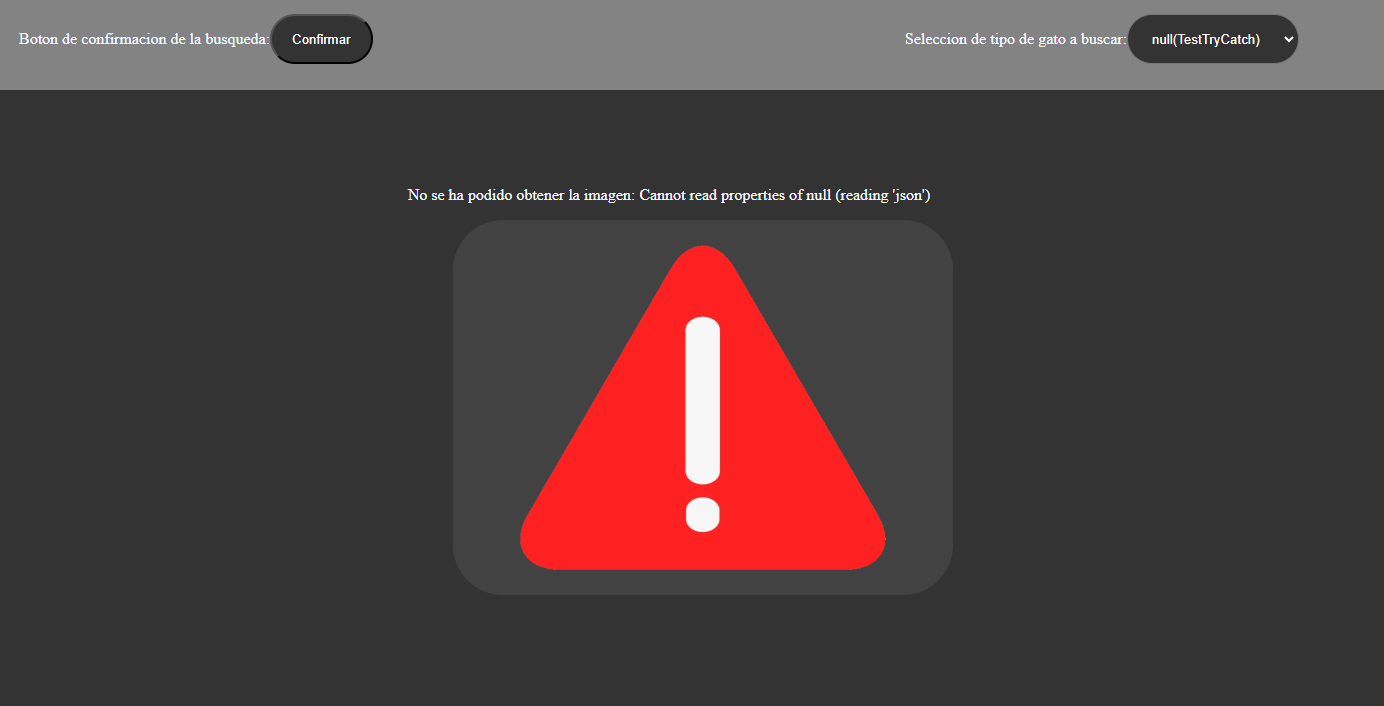 Boton de confirmacion de la busqueda: Confirmar
Seleccion de tipo de gato a buscar: null(TestTryCatch)
No se ha podido obtener la imagen: Cannot read properties of null (reading 'json')